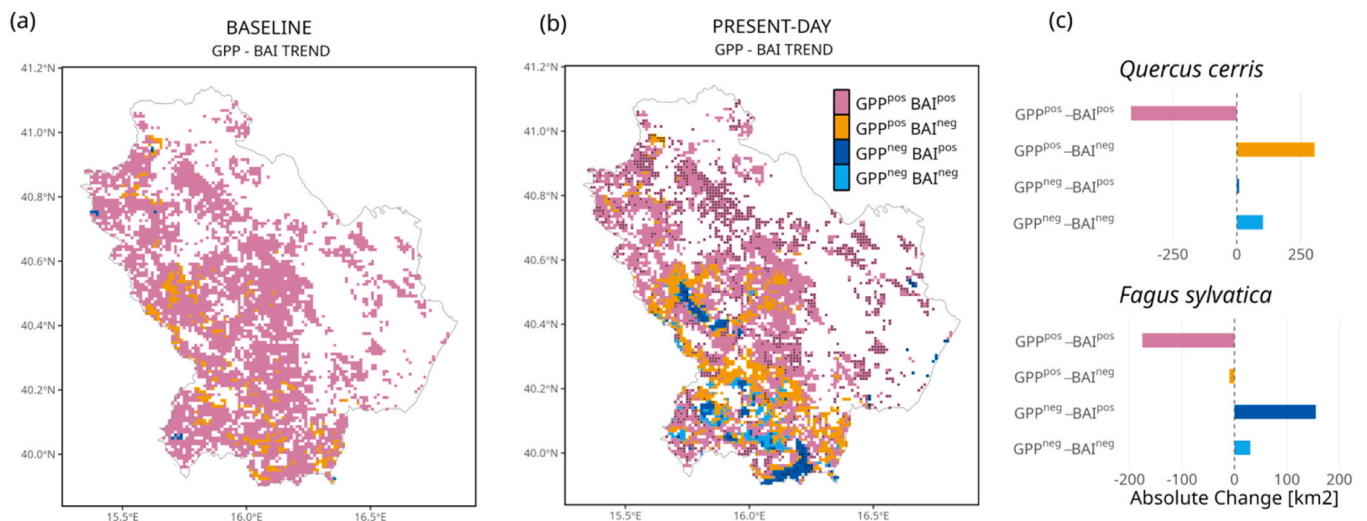 (a)
BASELINE
GPP - BAI TREND
41.2°N
41.0°N
40.8°N
40.6°N
40.4°N
40.2°N
40.0°N
15.5°E
16.0°E
16.5°E
(b)
PRESENT-DAY
GPP - BAI TREND
GPPpos BAIpos
GPPpos BAIneg
GPPneg BAIpos
GPPneg BAIneg
41.2°N
41.0°N
40.8°N
40.6°N
40.4°N
40.2°N
40.0°N
15.5°E
16.0°E
16.5°E
(c)
Quercus cerris
GPPpos–BAIpos
GPPpos–BAIneg
GPPneg–BAIpos
GPPneg–BAIneg
-250 0 250
Fagus sylvatica
GPPpos–BAIpos
GPPpos–BAIneg
GPPneg–BAIpos
GPPneg–BAIneg
-200 -100 0 100 200
Absolute Change [km2]